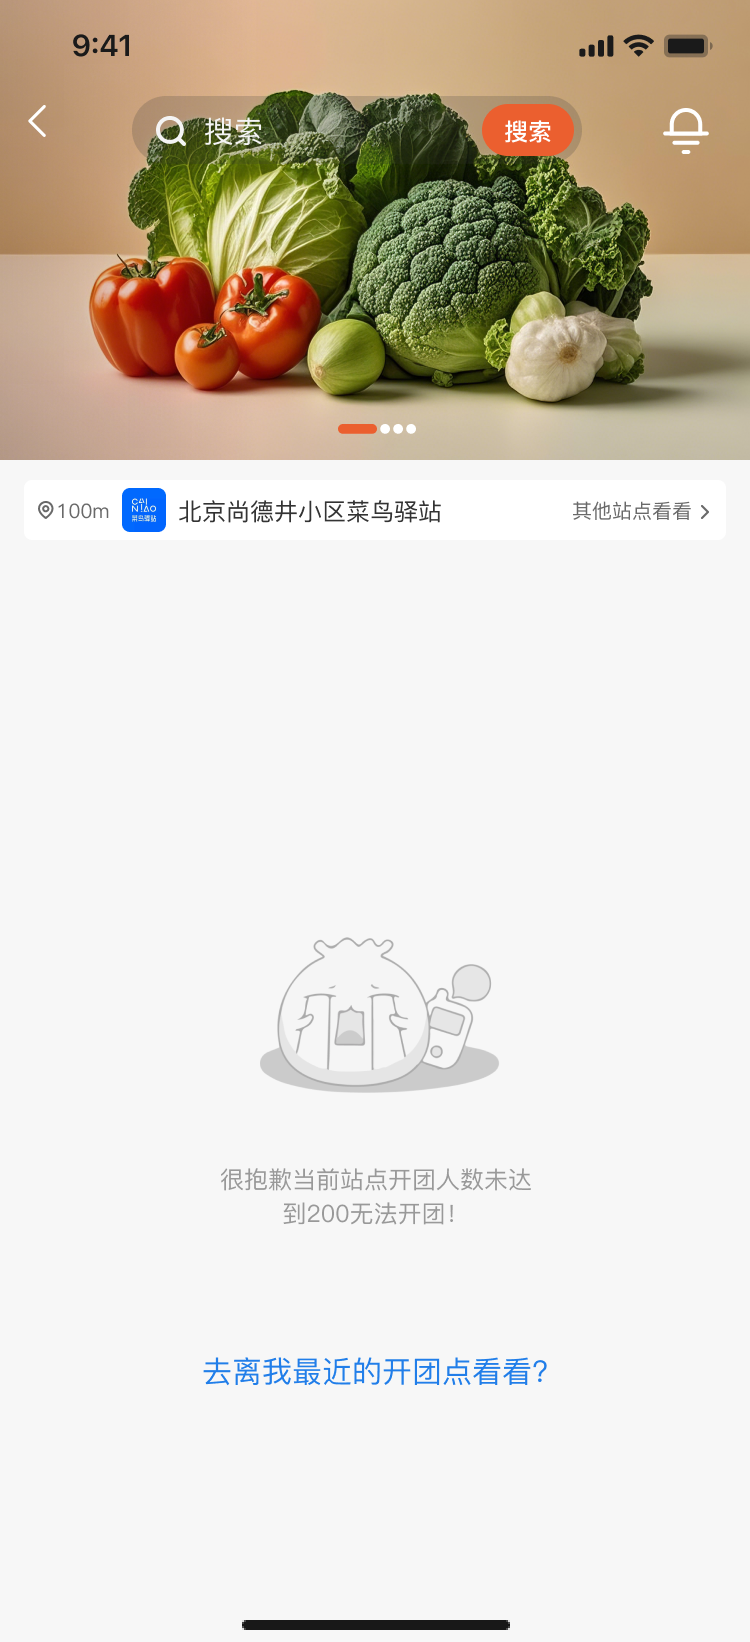 9:41
搜索
搜索
100m
CAI
NIAO
菜鸟驿站
北京尚德井小区菜鸟驿站
其他站点看看
很抱歉当前站点开团人数未达
到200无法开团！
去离我最近的开团点看看？